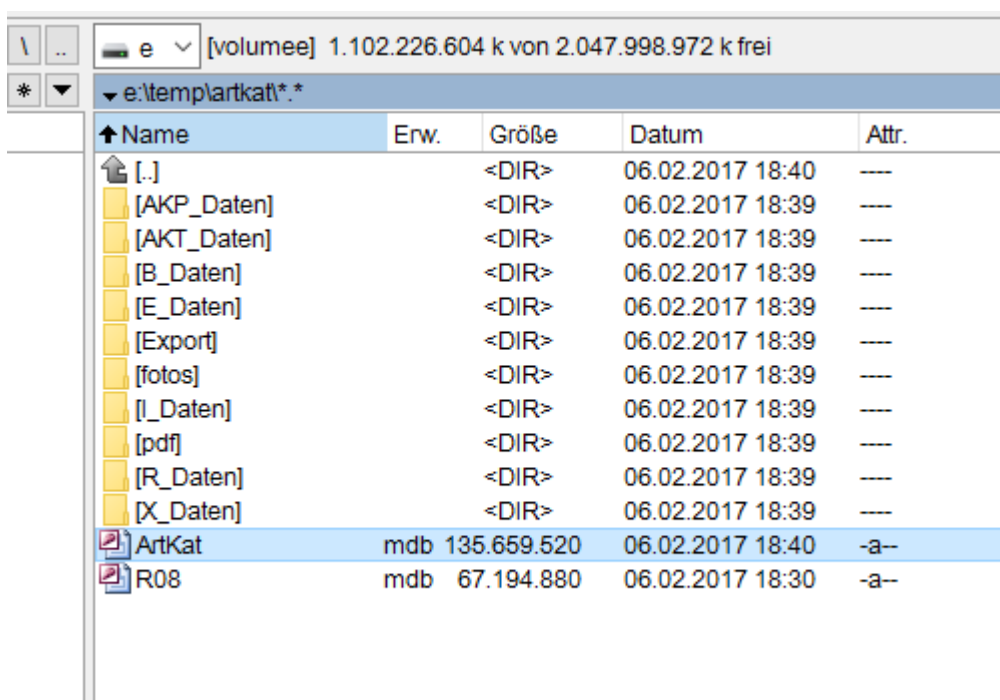 \ .. e [volumee] 1.102.226.604 k von 2.047.998.972 k frei
* e:\temp\artkat\*.*
Name Erw. Größe Datum Attr.
[..] <DIR> 06.02.2017 18:40 ----
[AKP_Daten] <DIR> 06.02.2017 18:39 ----
[AKT_Daten] <DIR> 06.02.2017 18:39 ----
[B_Daten] <DIR> 06.02.2017 18:39 ----
[E_Daten] <DIR> 06.02.2017 18:39 ----
[Export] <DIR> 06.02.2017 18:39 ----
[fotos] <DIR> 06.02.2017 18:39 ----
[I_Daten] <DIR> 06.02.2017 18:39 ----
[pdf] <DIR> 06.02.2017 18:39 ----
[R_Daten] <DIR> 06.02.2017 18:39 ----
[X_Daten] <DIR> 06.02.2017 18:39 ----
ArtKat mdb 135.659.520 06.02.2017 18:40 -a--
R08 mdb 67.194.880 06.02.2017 18:30 -a--